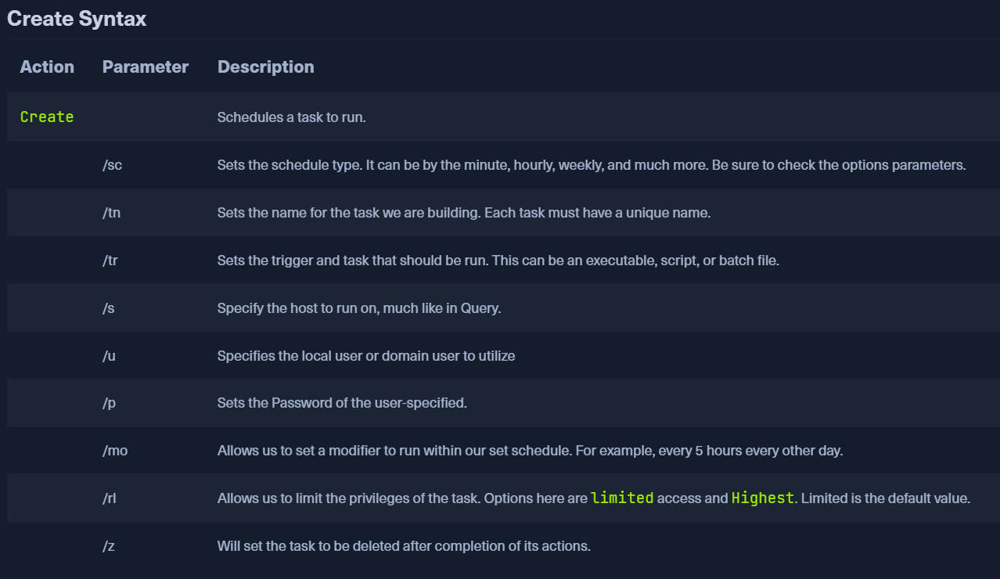 Create Syntax
Action Parameter Description
Create Schedules a task to run.
/sc Sets the schedule type. It can be by the minute, hourly, weekly, and much more. Be sure to check the options parameters.
/tn Sets the name for the task we are building. Each task must have a unique name.
/tr Sets the trigger and task that should be run. This can be an executable, script, or batch file.
/s Specify the host to run on, much like in Query.
/u Specifies the local user or domain user to utilize
/p Sets the Password of the user-specified.
/mo Allows us to set a modifier to run within our set schedule. For example, every 5 hours every other day.
/rl Allows us to limit the privileges of the task. Options here are limited access and Highest. Limited is the default value.
/z Will set the task to be deleted after completion of its actions.